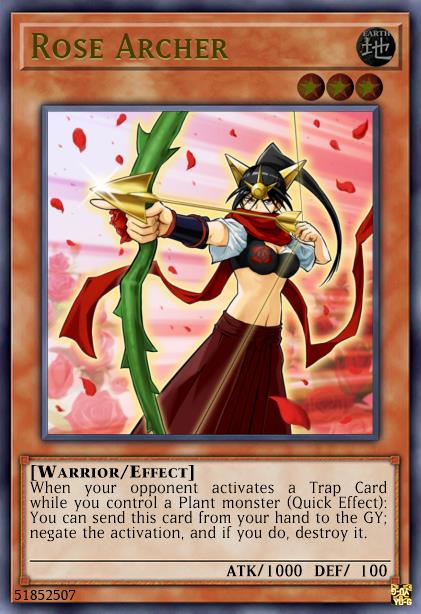 Rose Archer
EARTH
地
[Warrior/Effect]
When your opponent activates a Trap Card
while you control a Plant monster (Quick Effect):
You can send this card from your hand to the GY;
negate the activation, and if you do, destroy it.
ATK/1000 DEF/ 100
51852507